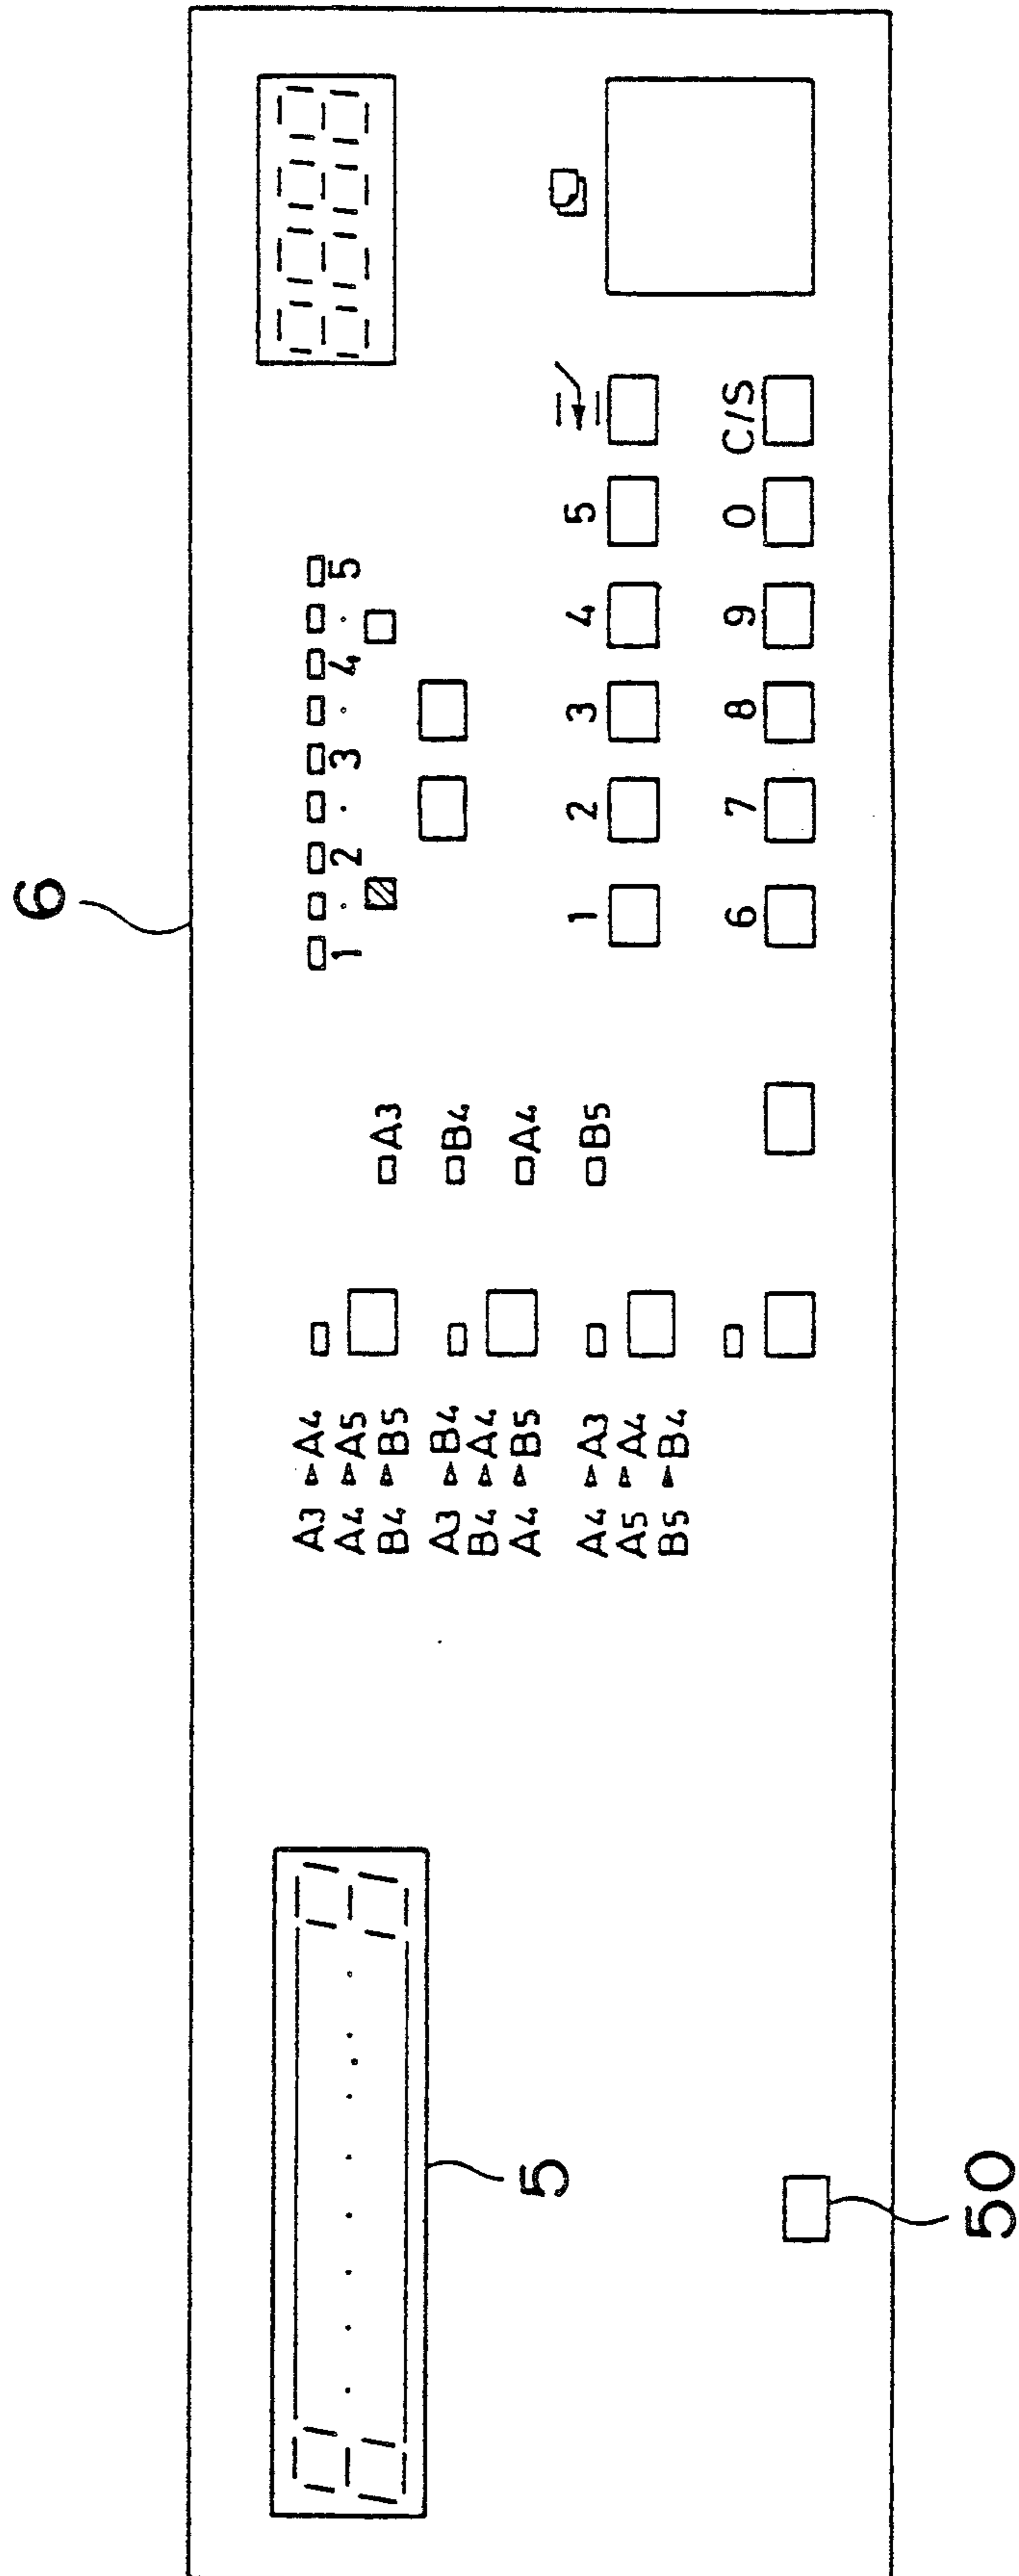 6
1 · 2 · 3 · 4 · 5
A3 ▶ A4
A4 ▶ A5
B4 ▶ B5
A3 ▶ B4
B4 ▶ A4
A4 ▶ B5
A4 ▶ A3
A5 ▶ A4
B5 ▶ B4
A3
B4
A4
B5
1 2 3 4 5
6 7 8 9 0 C/S
5
50